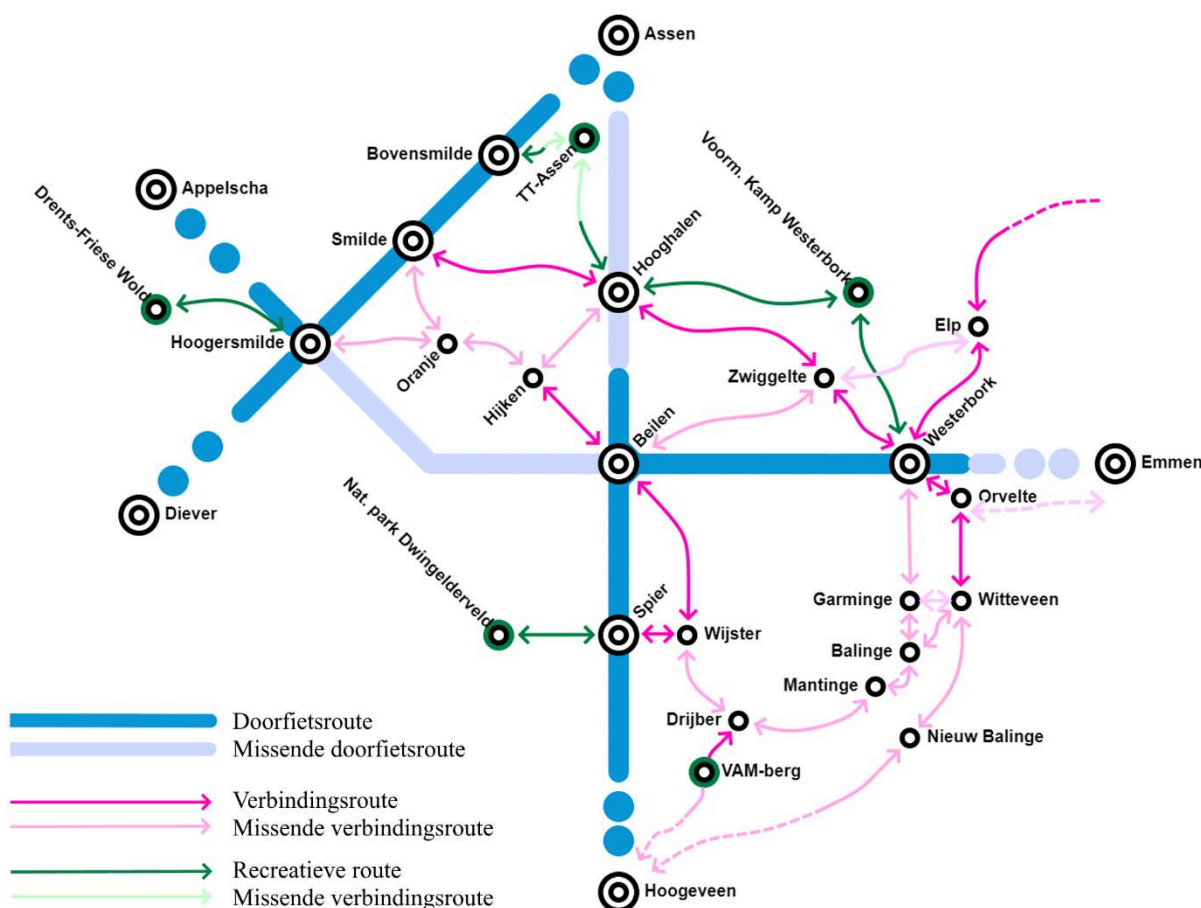 Assen
Bovensmilde
TT-Assen
Appelscha
Voorm. Kamp Westerbork
Drents-Friese Wold
Smilde
Hooghalen
Elp
Hoogersmilde
Oranje
Zwiggelte
Hijken
Beilen
Westerbork
Emmen
Orvelte
Diever
Nat. park Dwingelderveld
Spier
Garminge
Witteveen
Wijster
Balinge
Mantinge
Drijber
Nieuw Balinge
VAM-berg
Hoogeveen
Doorfietsroute
Missende doorfietsroute
Verbindingsroute
Missende verbindingsroute
Recreatieve route
Missende verbindingsroute